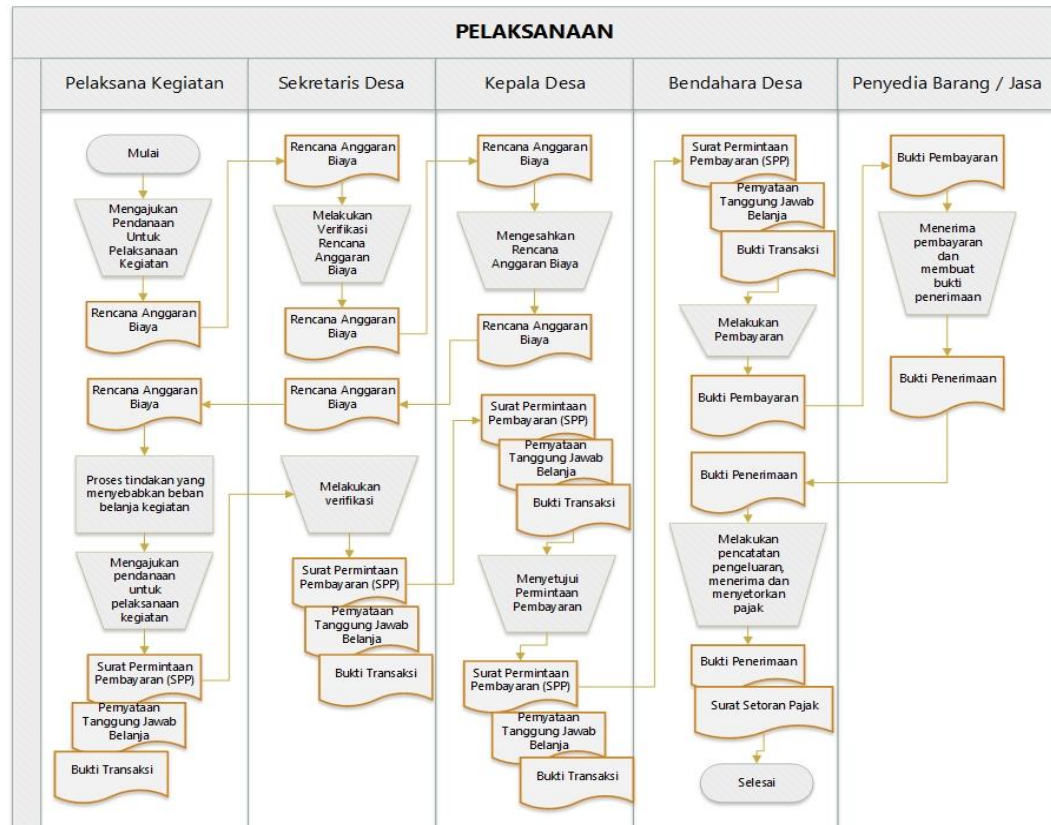 PELAKSANAAN
Pelaksana Kegiatan
Sekretaris Desa
Kepala Desa
Bendahara Desa
Penyedia Barang / Jasa
Mulai
Mengajukan
Pendanaan
Untuk
Pelaksanaan
Kegiatan
Rencana Anggaran
Biaya
Rencana Anggaran
Biaya
Proses tindakan yang
menyebabkan beban
belanja kegiatan
Mengajukan
pendanaan
untuk
pelaksanaan
kegiatan
Surat Permintaan
Pembayaran (SPP)
Pernyataan
Tanggung Jawab
Belanja
Bukti Transaksi
Rencana Anggaran
Biaya
Melakukan
Verifikasi
Rencana
Anggaran
Biaya
Rencana Anggaran
Biaya
Rencana Anggaran
Biaya
Melakukan
verifikasi
Surat Permintaan
Pembayaran (SPP)
Pernyataan
Tanggung Jawab
Belanja
Bukti Transaksi
Rencana Anggaran
Biaya
Mengesahkan
Rencana
Anggaran Biaya
Rencana Anggaran
Biaya
Surat Permintaan
Pembayaran (SPP)
Pernyataan
Tanggung Jawab
Belanja
Bukti Transaksi
Menyetujui
Permintaan
Pembayaran
Surat Permintaan
Pembayaran (SPP)
Pernyataan
Tanggung Jawab
Belanja
Bukti Transaksi
Surat Permintaan
Pembayaran (SPP)
Pernyataan
Tanggung Jawab
Belanja
Bukti Transaksi
Melakukan
Pembayaran
Bukti Pembayaran
Bukti Penerimaan
Melakukan
pencatatan
pengeluaran,
menerima dan
menyetorkan
pajak
Bukti Penerimaan
Surat Setoran Pajak
Selesai
Bukti Pembayaran
Menerima
pembayaran
dan
membuat
bukti
penerimaan
Bukti Penerimaan